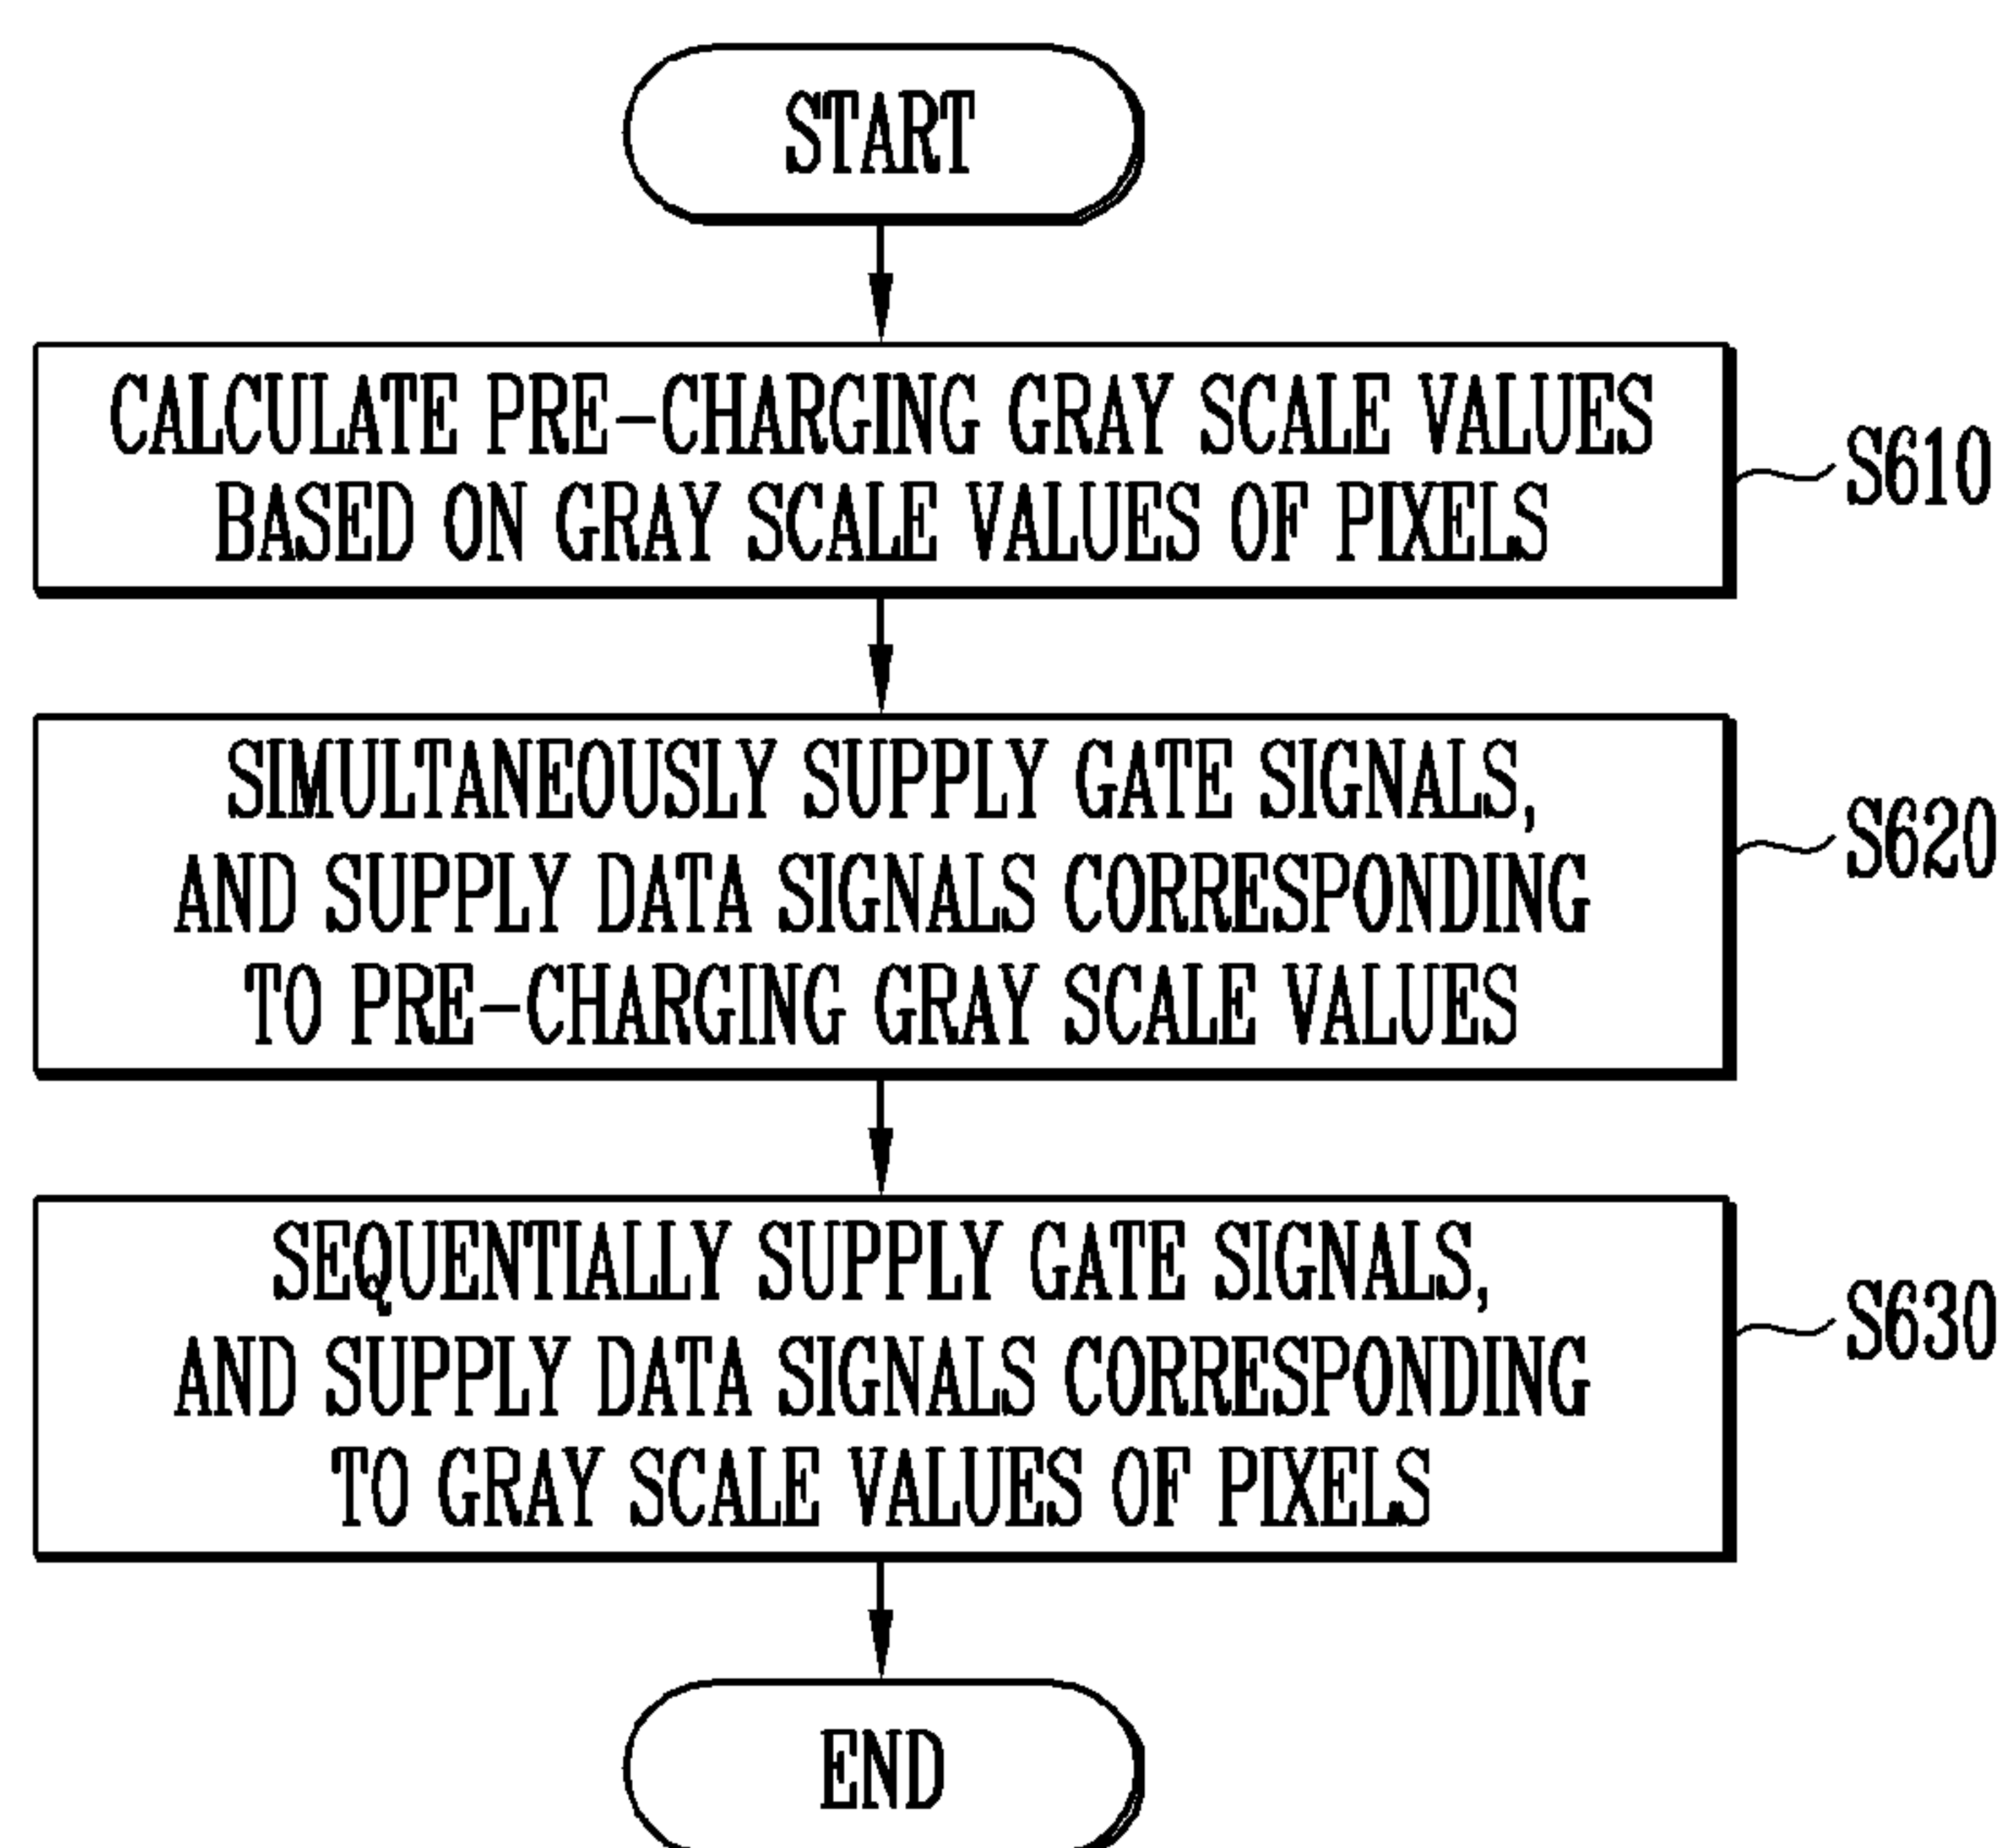 START
CALCULATE PRE-CHARGING GRAY SCALE VALUES
BASED ON GRAY SCALE VALUES OF PIXELS
S610
SIMULTANEOUSLY SUPPLY GATE SIGNALS,
AND SUPPLY DATA SIGNALS CORRESPONDING
TO PRE-CHARGING GRAY SCALE VALUES
S620
SEQUENTIALLY SUPPLY GATE SIGNALS,
AND SUPPLY DATA SIGNALS CORRESPONDING
TO GRAY SCALE VALUES OF PIXELS
S630
END